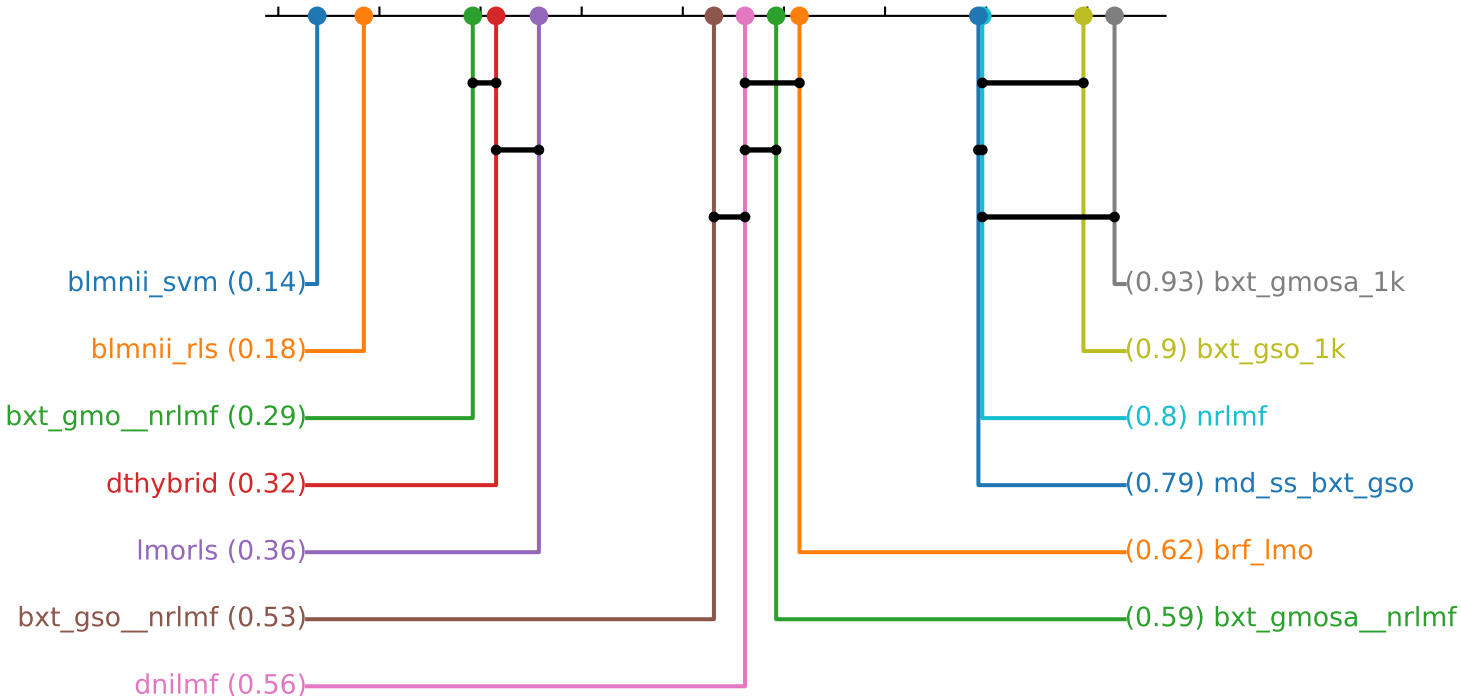 blmnii_svm (0.14)
(0.93) bxt_gmosa_1k
blmnii_rls (0.18)
(0.9) bxt_gso_1k
bxt_gmo__nrlmf (0.29)
(0.8) nrlmf
dthybrid (0.32)
(0.79) md_ss_bxt_gso
lmorls (0.36)
(0.62) brf_lmo
bxt_gso__nrlmf (0.53)
(0.59) bxt_gmosa__nrlmf
dnilmf (0.56)